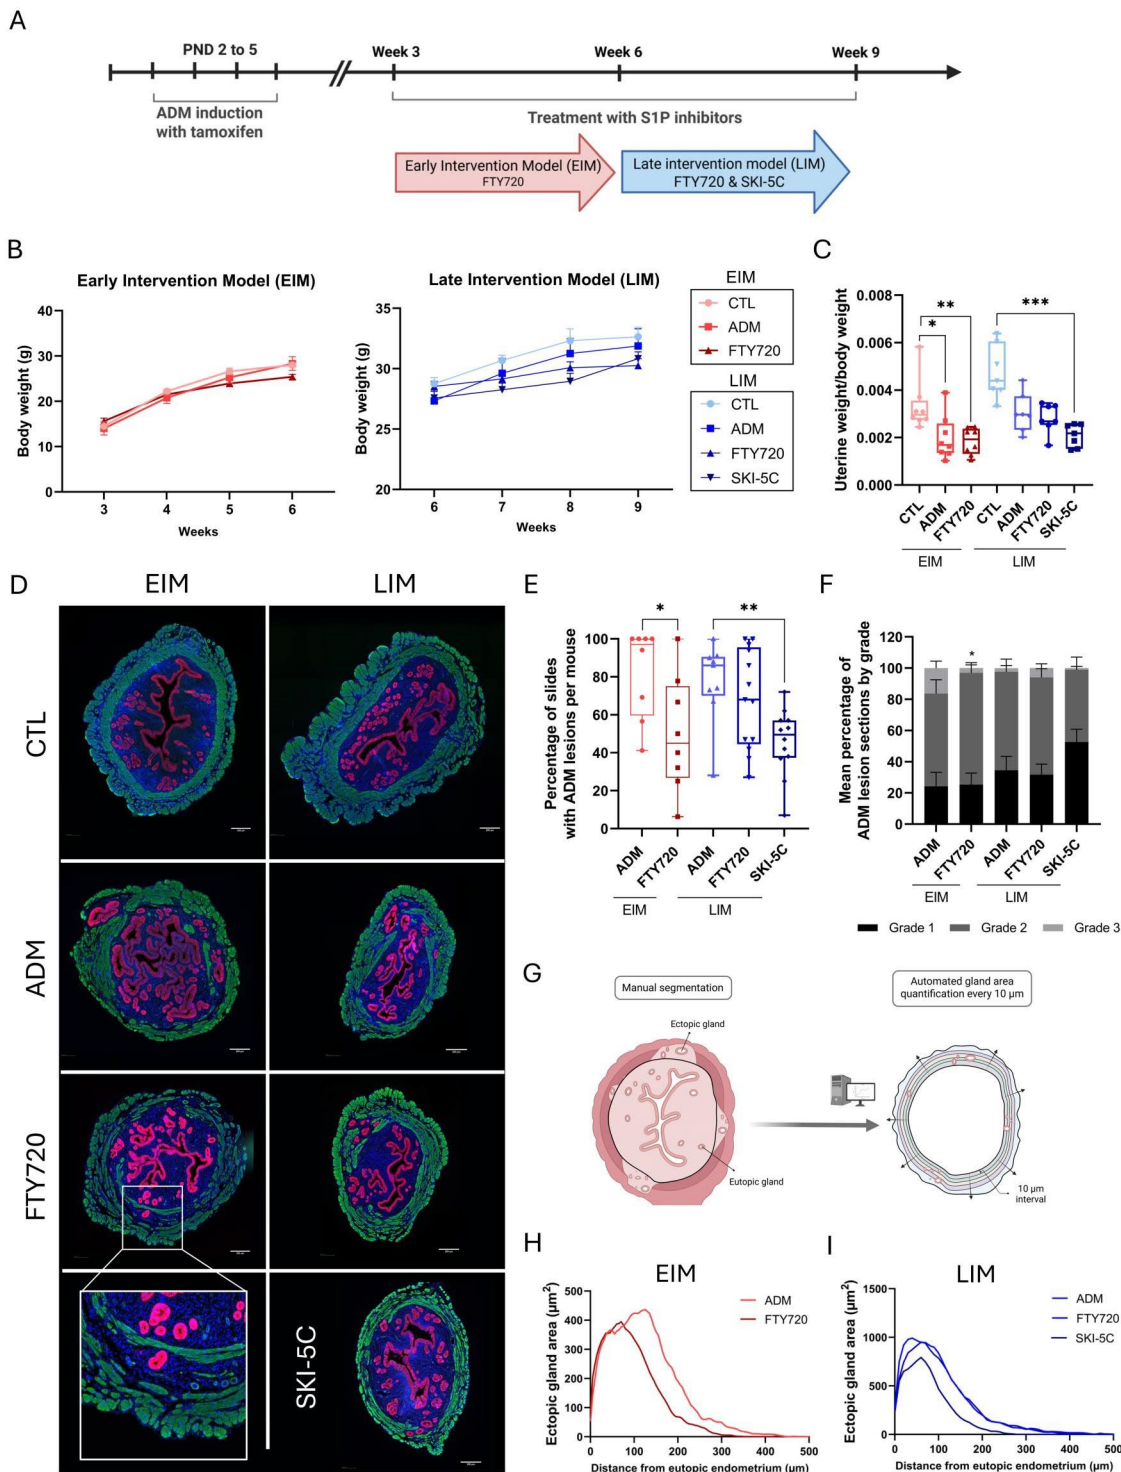 A
PND 2 to 5
Week 3
Week 6
Week 9
ADM induction
with tamoxifen
Treatment with S1P inhibitors
Early Intervention Model (EIM)
FTY720
Late intervention model (LIM)
FTY720 & SKI-5C
B
Early Intervention Model (EIM)
Body weight (g)
40
30
20
10
0
3
4
5
6
Weeks
Late Intervention Model (LIM)
Body weight (g)
35
30
25
20
6
7
8
9
Weeks
EIM
CTL
ADM
FTY720
LIM
CTL
ADM
FTY720
SKI-5C
C
Uterine weight/body weight
0.008
0.006
0.004
0.002
0.000
**
*
***
CTL
ADM
FTY720
CTL
ADM
FTY720
SKI-5C
EIM
LIM
D
EIM
LIM
CTL
ADM
FTY720
SKI-5C
E
Percentage of slides
with ADM lesions per mouse
100
80
60
40
20
0
*
**
ADM
FTY720
ADM
FTY720
SKI-5C
EIM
LIM
F
Mean percentage of
ADM lesion sections by grade
120
100
80
60
40
20
0
*
ADM
FTY720
ADM
FTY720
SKI-5C
EIM
LIM
Grade 1
Grade 2
Grade 3
G
Manual segmentation
Automated gland area
quantification every 10 µm
Ectopic gland
Eutopic gland
10 µm
interval
H
EIM
Ectopic gland area (µm²)
500
400
300
200
100
0
0
100
200
300
400
500
Distance from eutopic endometrium (µm)
ADM
FTY720
I
LIM
Ectopic gland area (µm²)
1500
1000
500
0
0
100
200
300
400
500
Distance from eutopic endometrium (µm)
ADM
FTY720
SKI-5C